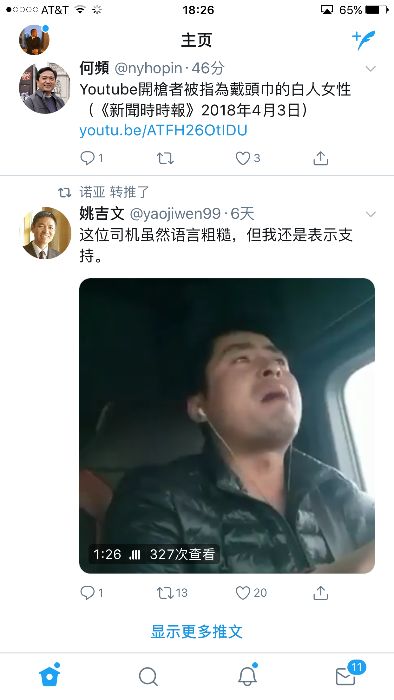 AT&T 18:26 65%
主页
何頻 @nyhopin · 46分
Youtube開槍者被指為戴頭巾的白人女性
（《新聞時時報》2018年4月3日）
youtu.be/ATFH26OtIDU
1 3
诺亚 转推了
姚吉文 @yaojiwen99 · 6天
这位司机虽然语言粗糙，但我还是表示支
持。
1:26 327次查看
1 13 20
显示更多推文
11